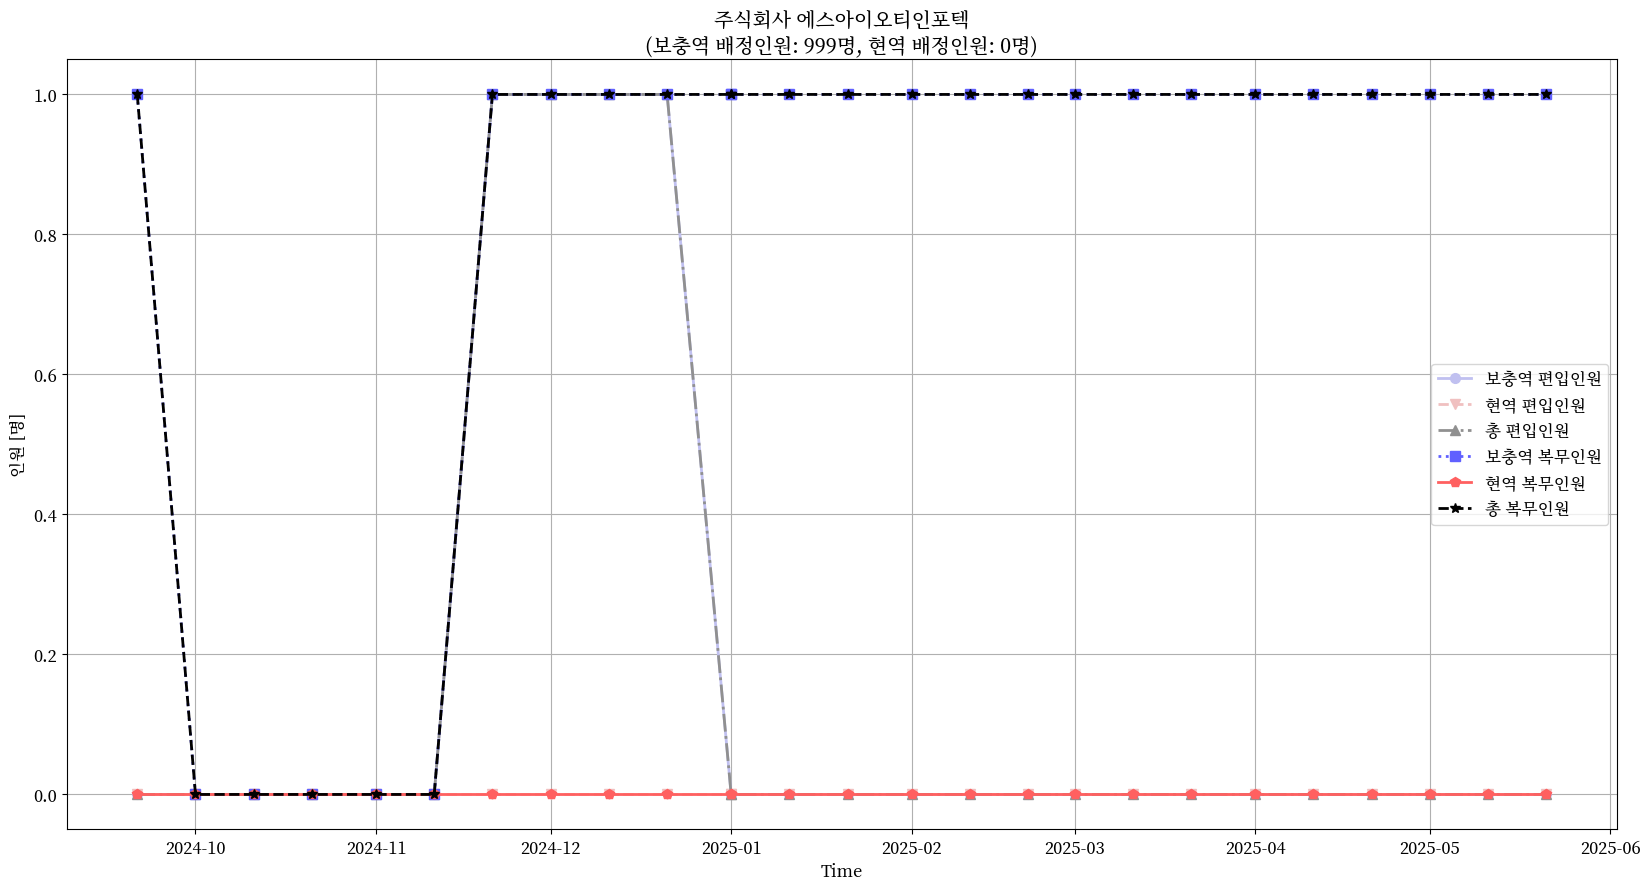 주식회사 에스아이오티인포텍
(보충역 배정인원: 999명, 현역 배정인원: 0명)
인원 [명]
1.0
0.8
0.6
0.4
0.2
0.0
보충역 편입인원
현역 편입인원
총 편입인원
보충역 복무인원
현역 복무인원
총 복무인원
2024-10
2024-11
2024-12
2025-01
2025-02
2025-03
2025-04
2025-05
2025-06
Time